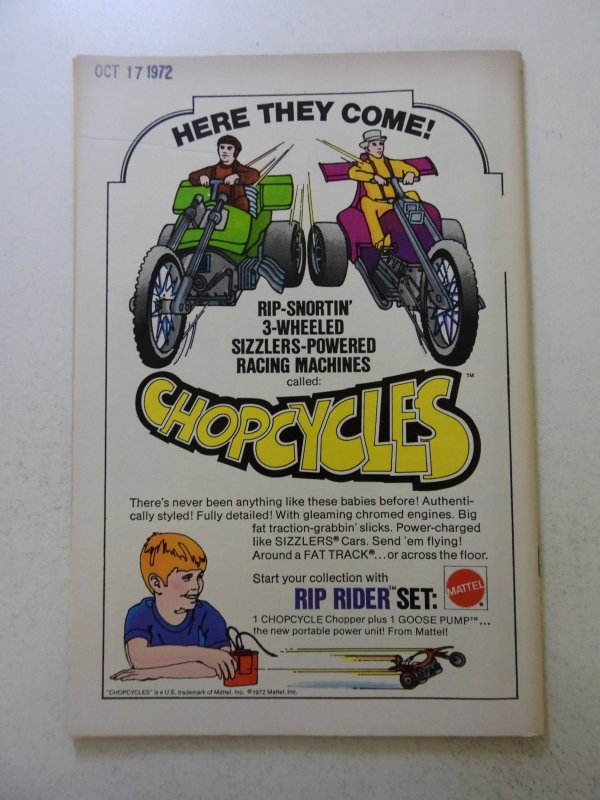 OCT 17 1972
HERE THEY COME!
RIP-SNORTIN'
3-WHEELED
SIZZLERS-POWERED
RACING MACHINES
called:
CHOPCYCLES™
There's never been anything like these babies before! Authenti-
cally styled! Fully detailed! With gleaming chromed engines. Big
fat traction-grabbin' slicks. Power-charged
like SIZZLERS® Cars. Send 'em flying!
Around a FAT TRACK®...or across the floor.
Start your collection with
RIP RIDER™ SET:
MATTEL®
1 CHOPCYCLE Chopper plus 1 GOOSE PUMP™...
the new portable power unit! From Mattel!
"CHOPCYCLES" is a U.S. trademark of Mattel, Inc. ©1972 Mattel, Inc.